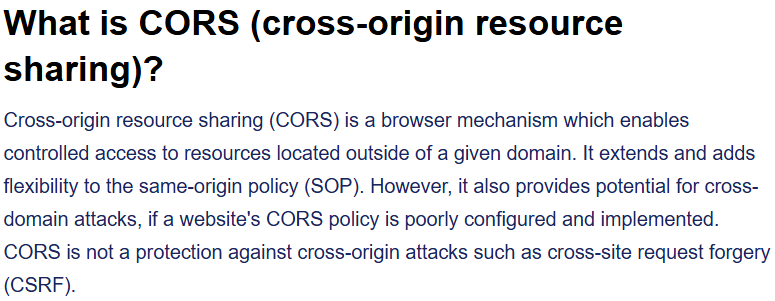 What is CORS (cross-origin resource
sharing)?
Cross-origin resource sharing (CORS) is a browser mechanism which enables
controlled access to resources located outside of a given domain. It extends and adds
flexibility to the same-origin policy (SOP). However, it also provides potential for cross-
domain attacks, if a website's CORS policy is poorly configured and implemented.
CORS is not a protection against cross-origin attacks such as cross-site request forgery
(CSRF).